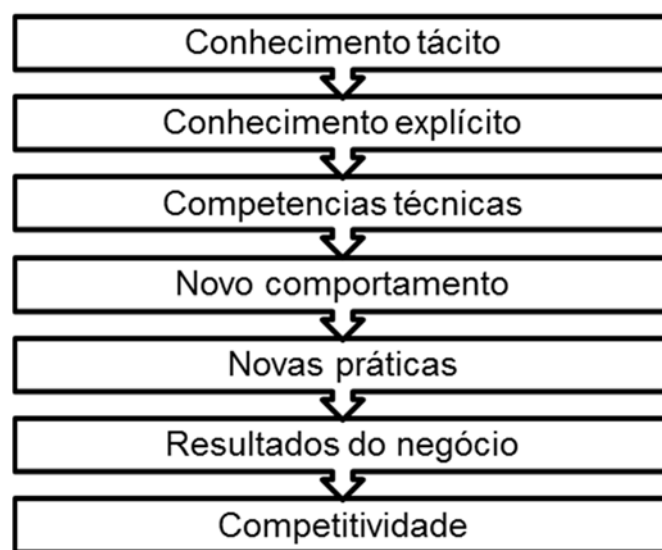 Conhecimento tácito
Conhecimento explícito
Competencias técnicas
Novo comportamento
Novas práticas
Resultados do negócio
Competitividade